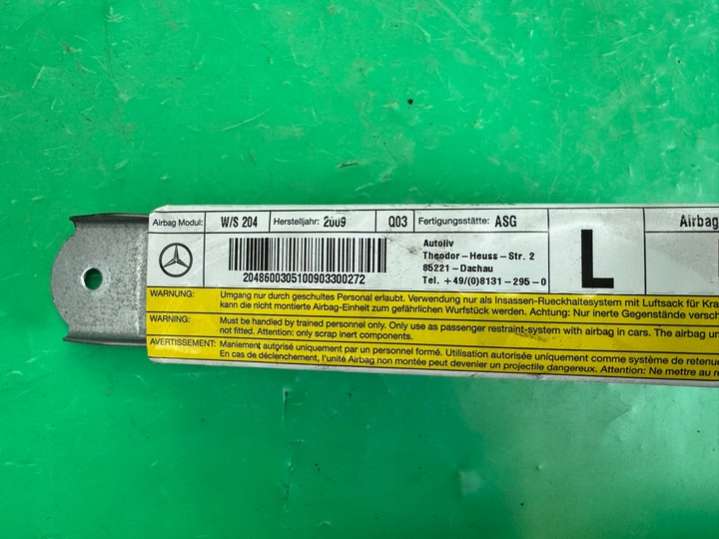 Airbag Modul: W/S 204 Herstelljahr: 2009 Q03 Fertigungsstätte: ASG
Autoliv
Theodor-Heuss-Str. 2
85221-Dachau
Tel. +49/(0)8131-295-0
2048600305100903300272
L
Airbag
WARNUNG: Umgang nur durch geschultes Personal erlaubt. Verwendung nur als Insassen-Rueckhaltesystem mit Luftsack für Kra
kann die nicht montierte Airbag-Einheit zum gefährlichen Wurfstück werden. Achtung: Nur inerte Gegenstände versch
WARNING: Must be handled by trained personnel only. Only use as passenger restraint-system with airbag in cars. The airbag un
not fitted. Attention: only scrap inert components.
AVERTISSEMENT: Maniement autorisé uniquement par un personnel formé. Utilisation autorisée uniquement comme système de retenue
En cas de déclenchement, l'unité Airbag non montée peut devenir un projectile dangereux. Attention: Ne mettre au r